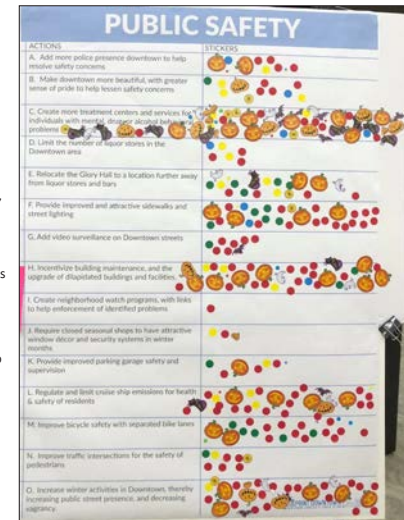 PUBLIC SAFETY
ACTIONS
STICKERS
A. Add more police presence downtown to help
resolve safety concerns
B. Make downtown more beautiful, with greater
sense of pride to help lessen safety concerns
C. Create more treatment centers and services for
individuals with mental, drug or alcohol
problems
D. Limit the number of liquor stores in the
Downtown area
E. Relocate the Glory Hall to a location further away
from liquor stores and bars
F. Provide improved and attractive sidewalks and
street lighting
G. Add video surveillance on Downtown streets
H. Incentivize building maintenance, and the
upgrade of dilapidated buildings and facilities.
I. Create neighborhood watch programs, with links
to help enforcement of identified problems
J. Require closed seasonal shops to have attractive
window décor and security systems in winter
months
K. Provide improved parking garage safety and
supervision
L. Regulate and limit cruise ship emissions for health
& safety of residents
M. Improve bicycle safety with separated bike lanes
N. Improve traffic intersections for the safety of
pedestrians.
O. Increase winter activities in Downtown, thereby
increasing public street presence, and decreasing
vagrancy.